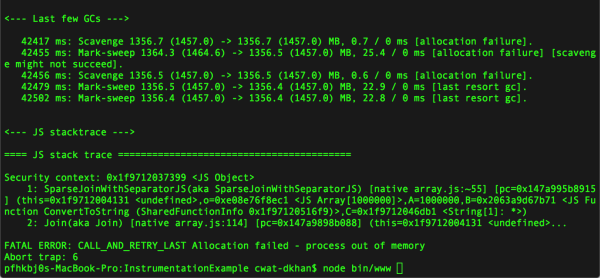 <--- Last few GCs --->
42417 ms: Scavenge 1356.7 (1457.0) -> 1356.7 (1457.0) MB, 0.7 / 0 ms [allocation failure].
42455 ms: Mark-sweep 1364.3 (1464.6) -> 1356.5 (1457.0) MB, 25.4 / 0 ms [allocation failure] [scaveng
e might not succeed].
42456 ms: Scavenge 1356.5 (1457.0) -> 1356.5 (1457.0) MB, 0.6 / 0 ms [allocation failure].
42479 ms: Mark-sweep 1356.5 (1457.0) -> 1356.4 (1457.0) MB, 22.9 / 0 ms [last resort gc].
42502 ms: Mark-sweep 1356.4 (1457.0) -> 1356.4 (1457.0) MB, 22.8 / 0 ms [last resort gc].
<--- JS stacktrace --->
==== JS stack trace =========================================
Security context: 0x1f9712037399 <JS Object>
1: SparseJoinWithSeparatorJS(aka SparseJoinWithSeparatorJS) [native array.js:~55] [pc=0x147a995b8915
] (this=0x1f9712004131 <undefined>,o=0xe08e76f8ec1 <JS Array[1000000]>,A=1000000,B=0x2063a9d67b71 <JS Fu
nction ConvertToString (SharedFunctionInfo 0x1f97120516f9)>,C=0x1f9712046db1 <String[1]: *>)
2: Join(aka Join) [native array.js:114] [pc=0x147a9898b088] (this=0x1f9712004131 <undefined>...
FATAL ERROR: CALL_AND_RETRY_LAST Allocation failed - process out of memory
Abort trap: 6
pfhkbj0s-MacBook-Pro:InstrumentationExample cwat-dkhan$ node bin/www